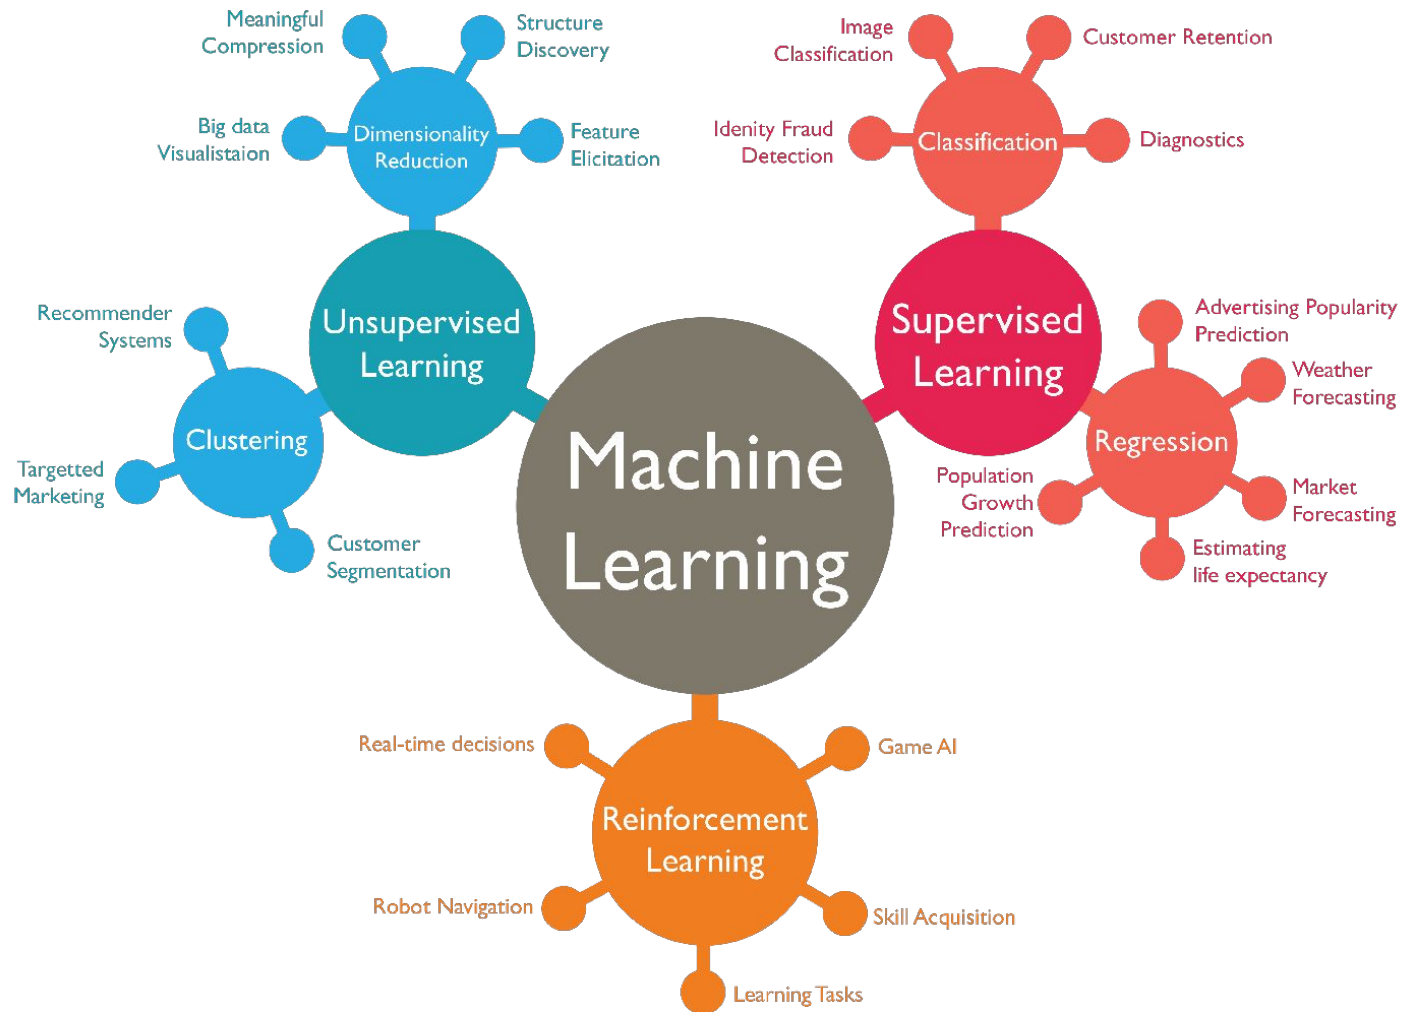 Meaningful
Compression
Structure
Discovery
Big data
Visualistaion
Dimensionality
Reduction
Feature
Elicitation
Image
Classification
Customer Retention
Idenity Fraud
Detection
Classification
Diagnostics
Unsupervised
Learning
Supervised
Learning
Recommender
Systems
Clustering
Targetted
Marketing
Customer
Segmentation
Advertising Popularity
Prediction
Weather
Forecasting
Regression
Population
Growth
Prediction
Market
Forecasting
Estimating
life expectancy
Machine
Learning
Real-time decisions
Game AI
Reinforcement
Learning
Robot Navigation
Skill Acquisition
Learning Tasks